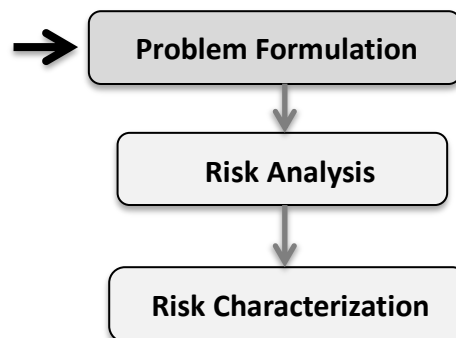 Problem Formulation
Risk Analysis
Risk Characterization